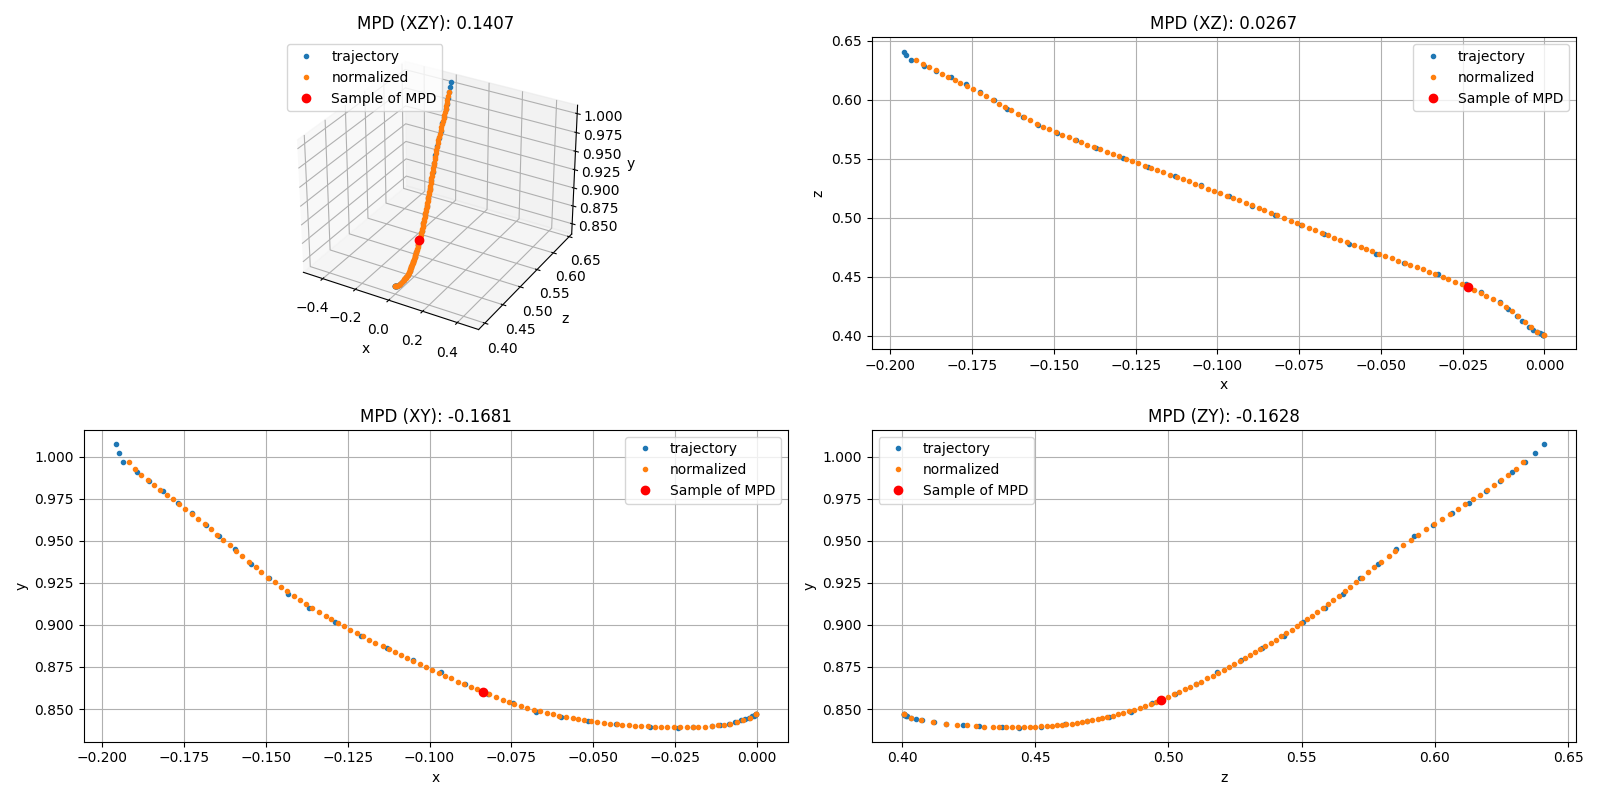 MPD (XZY): 0.1407
trajectory
normalized
Sample of MPD
1.000
0.975
0.950
0.925
0.900
0.875
0.850
y
0.65
0.60
0.55
0.50
0.45
0.40
z
−0.4
−0.2
0.0
0.2
0.4
x
MPD (XZ): 0.0267
trajectory
normalized
Sample of MPD
0.65
0.60
0.55
0.50
0.45
0.40
z
−0.200 −0.175 −0.150 −0.125 −0.100 −0.075 −0.050 −0.025 0.000
x
MPD (XY): -0.1681
trajectory
normalized
Sample of MPD
1.000
0.975
0.950
0.925
0.900
0.875
0.850
y
−0.200 −0.175 −0.150 −0.125 −0.100 −0.075 −0.050 −0.025 0.000
x
MPD (ZY): -0.1628
trajectory
normalized
Sample of MPD
1.000
0.975
0.950
0.925
0.900
0.875
0.850
y
0.40 0.45 0.50 0.55 0.60 0.65
z